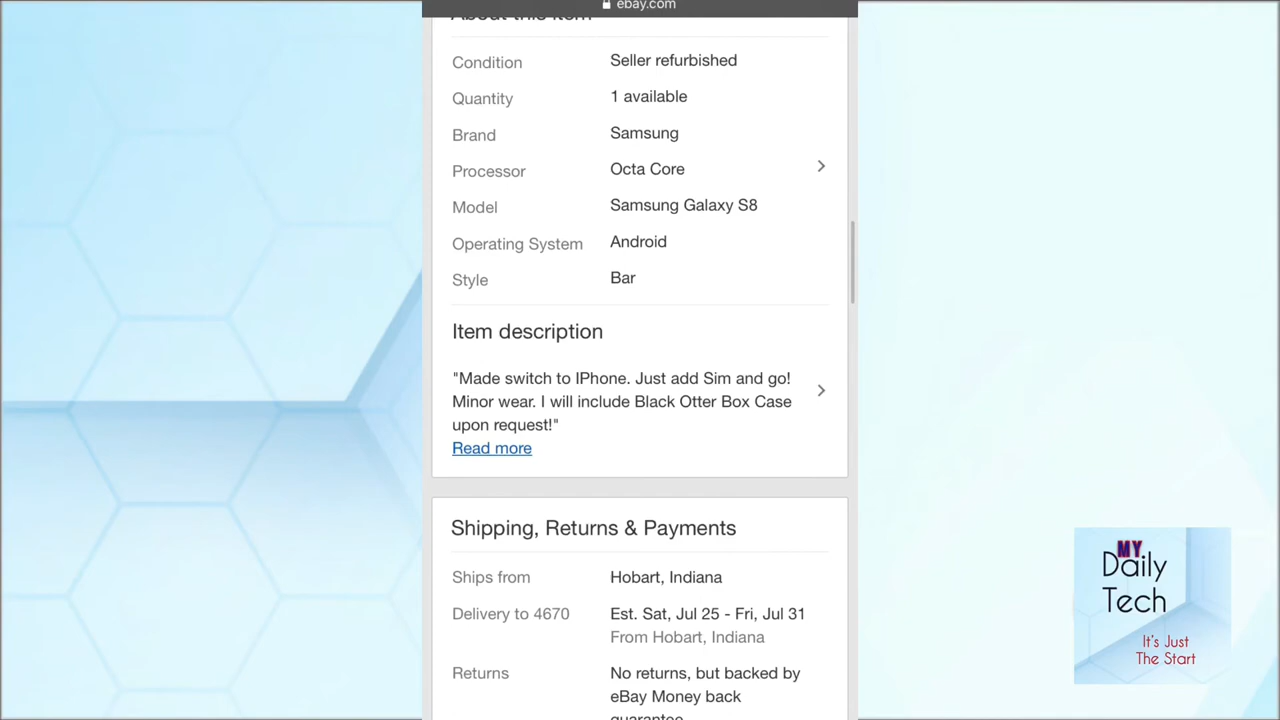 ebay.com
About this item
Condition Seller refurbished
Quantity 1 available
Brand Samsung
Processor Octa Core
Model Samsung Galaxy S8
Operating System Android
Style Bar
Item description
"Made switch to IPhone. Just add Sim and go!
Minor wear. I will include Black Otter Box Case
upon request!"
Read more
Shipping, Returns & Payments
Ships from Hobart, Indiana
Delivery to 4670 Est. Sat, Jul 25 - Fri, Jul 31
From Hobart, Indiana
Returns No returns, but backed by
eBay Money back
guarantee
MY
Daily
Tech
It's Just
The Start